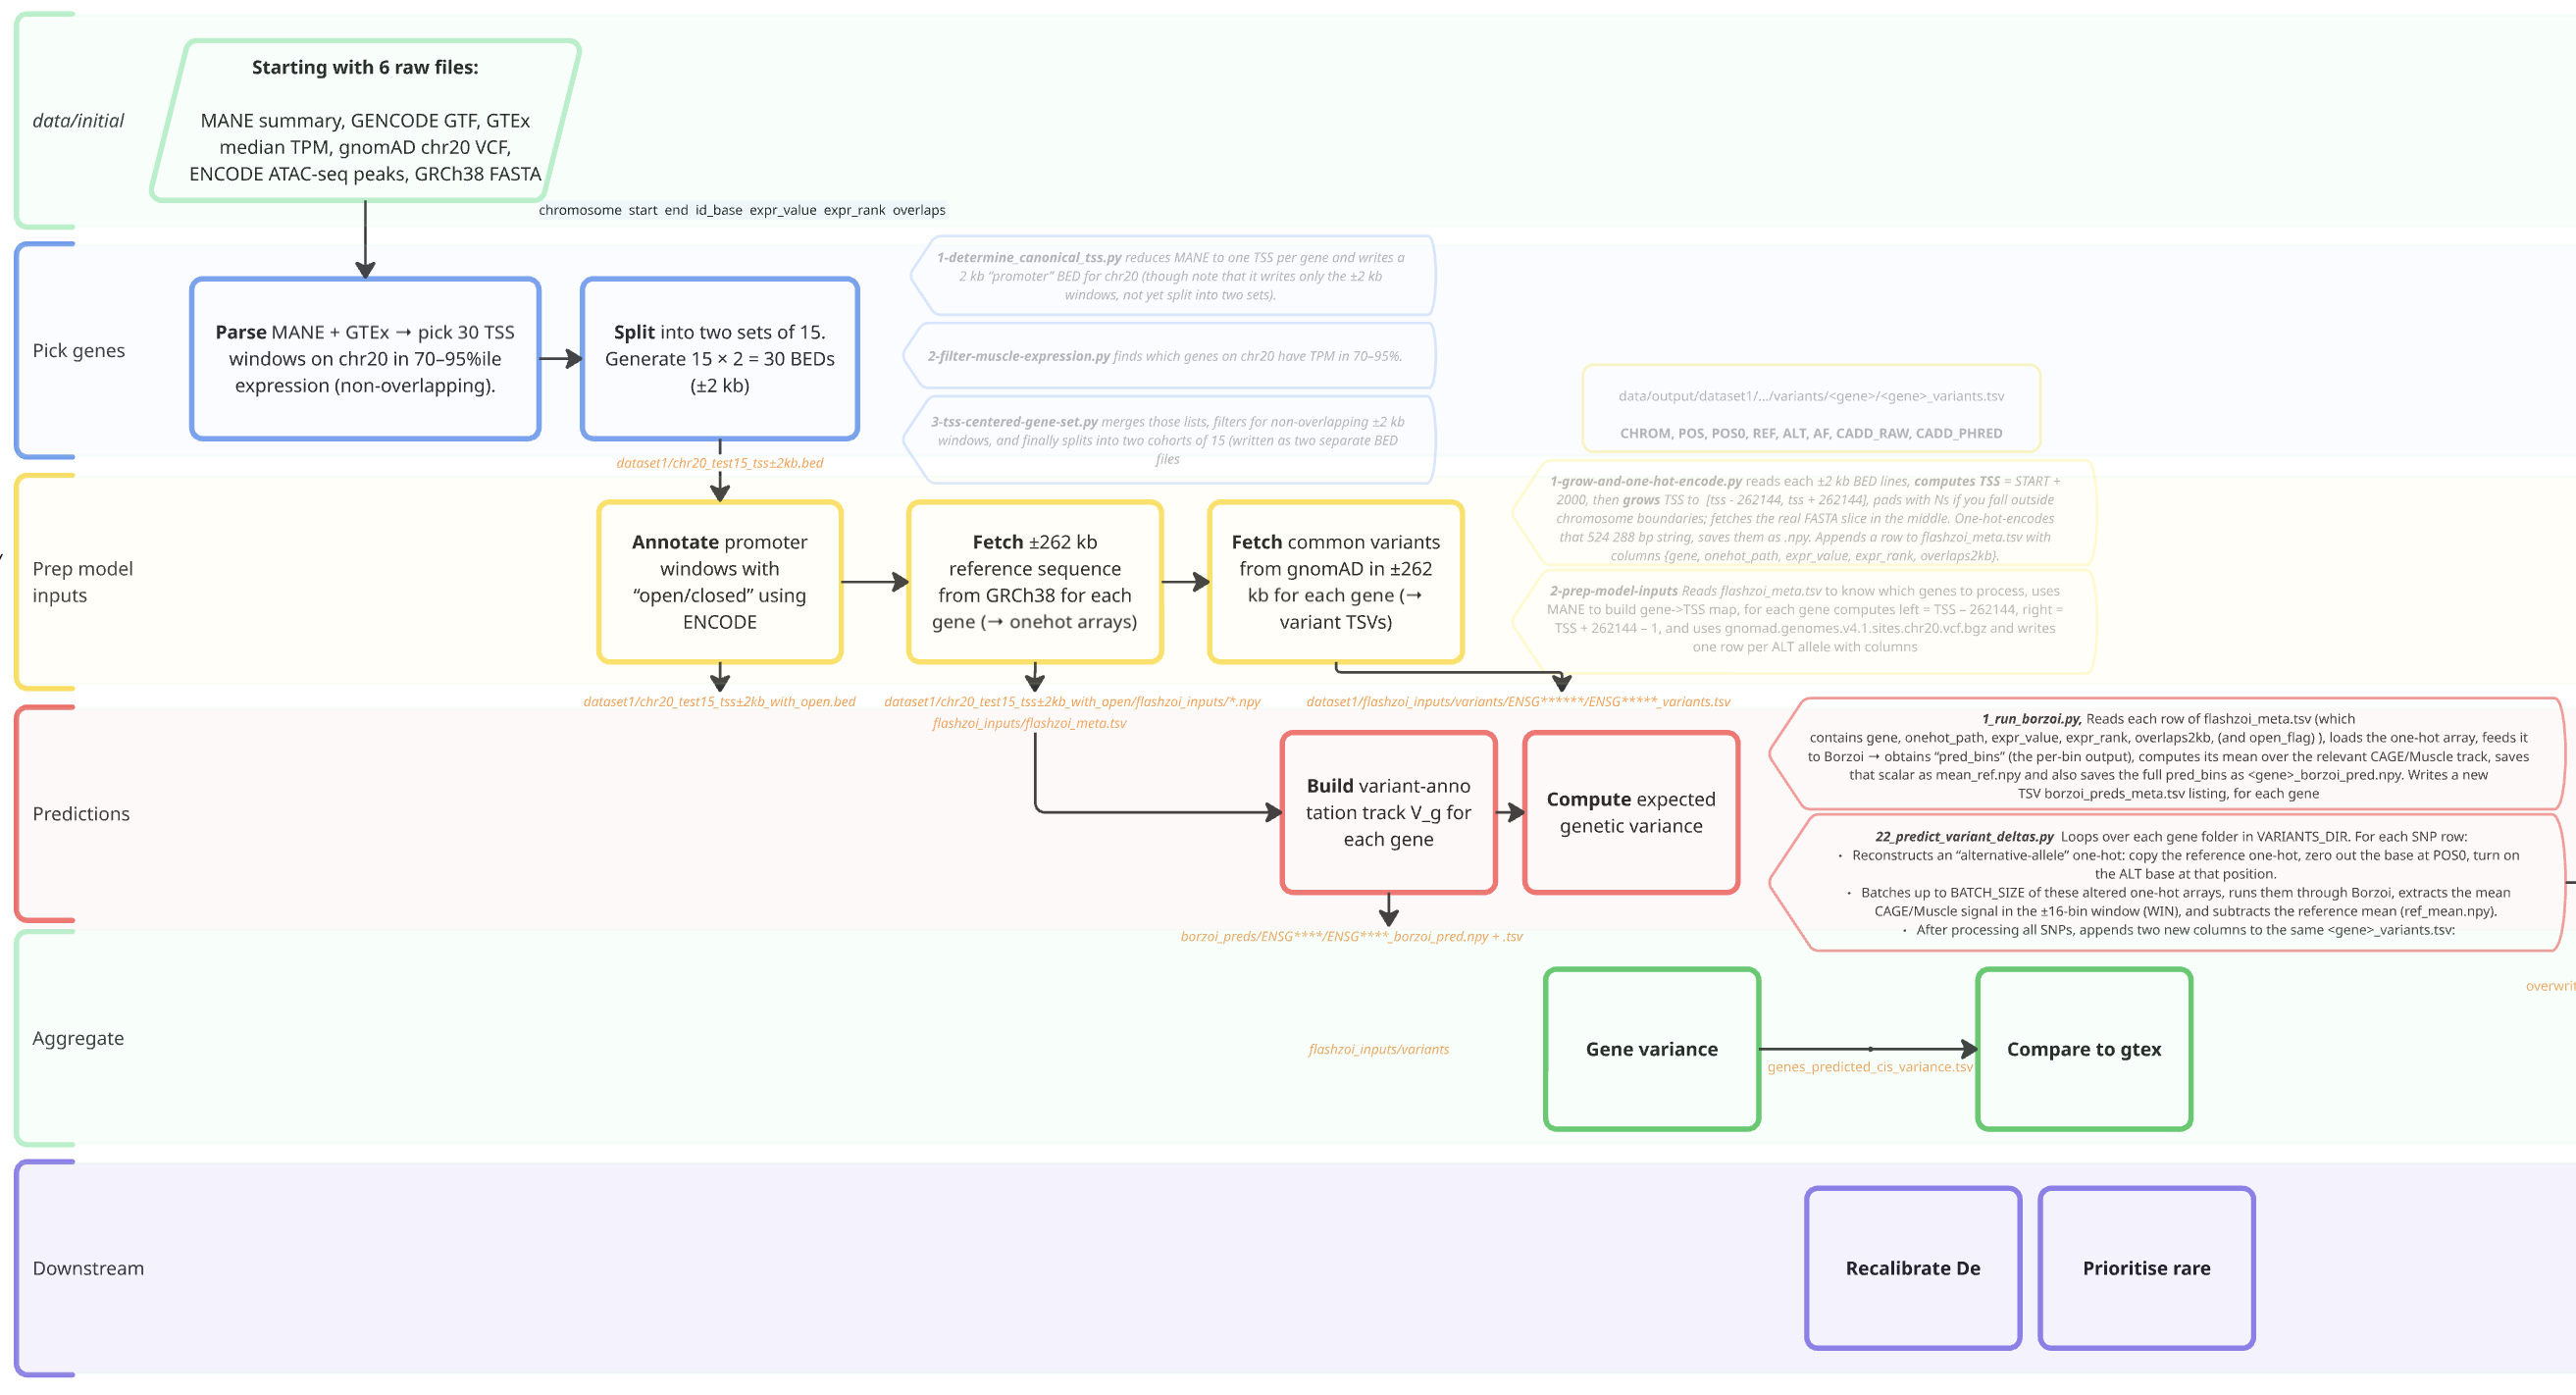 data/initial
Starting with 6 raw files:
MANE summary, GENCODE GTF, GTEx
median TPM, gnomAD chr20 VCF,
ENCODE ATAC-seq peaks, GRCh38 FASTA
chromosome start end id_base expr_value expr_rank overlaps
Pick genes
Parse MANE + GTEx → pick 30 TSS
windows on chr20 in 70–95%ile
expression (non-overlapping).
Split into two sets of 15.
Generate 15 × 2 = 30 BEDs
(±2 kb)
1-determine_canonical_tss.py reduces MANE to one TSS per gene and writes a
2 kb “promoter” BED for chr20 (though note that it writes only the ±2 kb
windows, not yet split into two sets).
2-filter-muscle-expression.py finds which genes on chr20 have TPM in 70–95%.
3-tss-centered-gene-set.py merges those lists, filters for non-overlapping ±2 kb
windows, and finally splits into two cohorts of 15 (written as two separate BED
files
data/output/dataset1/.../variants/<gene>/<gene>_variants.tsv
CHROM, POS, POS0, REF, ALT, AF, CADD_RAW, CADD_PHRED
dataset1/chr20_test15_tss±2kb.bed
Prep model
inputs
Annotate promoter
windows with
“open/closed” using
ENCODE
Fetch ±262 kb
reference sequence
from GRCh38 for each
gene (→ onehot arrays)
Fetch common variants
from gnomAD in ±262
kb for each gene (→
variant TSVs)
1-grow-and-one-hot-encode.py reads each ±2 kb BED lines, computes TSS = START +
2000, then grows TSS to [tss - 262144, tss + 262144], pads with Ns if you fall outside
chromosome boundaries; fetches the real FASTA slice in the middle. One-hot-encodes
that 524 288 bp string, saves them as .npy. Appends a row to flashzoi_meta.tsv with
columns {gene, onehot_path, expr_value, expr_rank, overlaps2kb}.
2-prep-model-inputs Reads flashzoi_meta.tsv to know which genes to process, uses
MANE to build gene->TSS map, for each gene computes left = TSS – 262144, right =
TSS + 262144 – 1, and uses gnomad.genomes.v4.1.sites.chr20.vcf.bgz and writes
one row per ALT allele with columns
dataset1/chr20_test15_tss±2kb_with_open.bed
dataset1/chr20_test15_tss±2kb_with_open/flashzoi_inputs/*.npy
flashzoi_inputs/flashzoi_meta.tsv
dataset1/flashzoi_inputs/variants/ENSG******/ENSG*****_variants.tsv
Predictions
Build variant-anno
tation track V_g for
each gene
Compute expected
genetic variance
1_run_borzoi.py, Reads each row of flashzoi_meta.tsv (which
contains gene, onehot_path, expr_value, expr_rank, overlaps2kb, (and open_flag) ), loads the one-hot array, feeds it
to Borzoi → obtains “pred_bins” (the per-bin output), computes its mean over the relevant CAGE/Muscle track, saves
that scalar as mean_ref.npy and also saves the full pred_bins as <gene>_borzoi_pred.npy. Writes a new
TSV borzoi_preds_meta.tsv listing, for each gene
22_predict_variant_deltas.py Loops over each gene folder in VARIANTS_DIR. For each SNP row:
• Reconstructs an “alternative-allele” one-hot: copy the reference one-hot, zero out the base at POS0, turn on
the ALT base at that position.
• Batches up to BATCH_SIZE of these altered one-hot arrays, runs them through Borzoi, extracts the mean
CAGE/Muscle signal in the ±16-bin window (WIN), and subtracts the reference mean (ref_mean.npy).
• After processing all SNPs, appends two new columns to the same <gene>_variants.tsv:
borzoi_preds/ENSG****/ENSG****_borzoi_pred.npy + .tsv
Aggregate
flashzoi_inputs/variants
Gene variance
genes_predicted_cis_variance.tsv
Compare to gtex
overwrit
Downstream
Recalibrate De
Prioritise rare